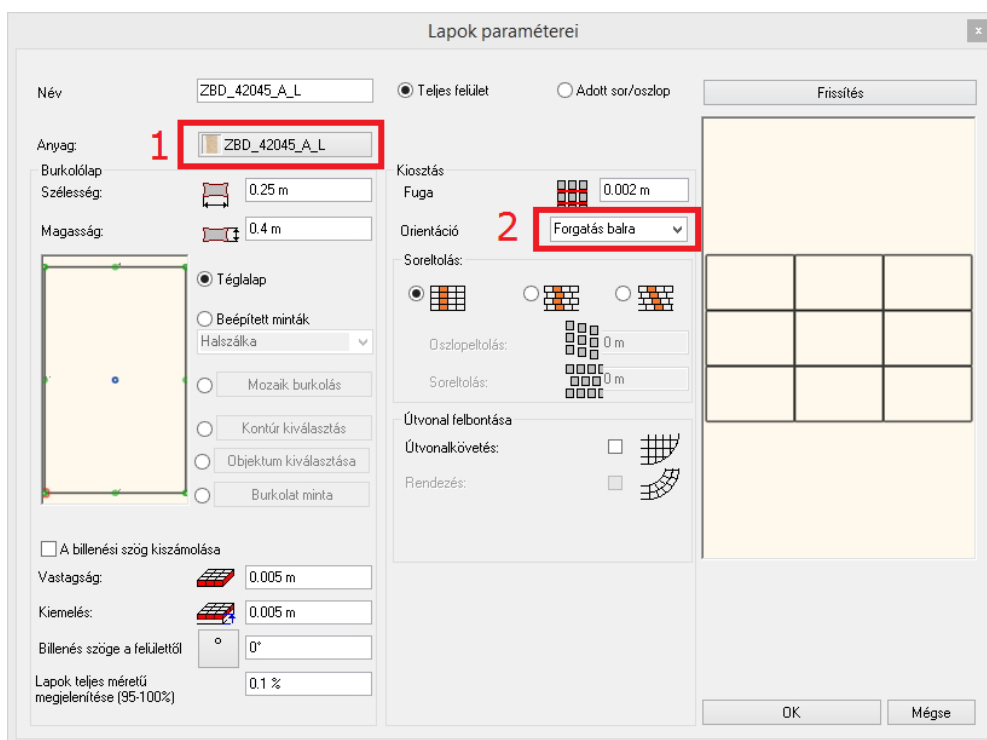 Lapok paraméterei
x
Név
ZBD_42045_A_L
Teljes felület
Adott sor/oszlop
Frissítés
Anyag:
1
ZBD_42045_A_L
Burkolólap
Szélesség:
0.25 m
Magasság:
0.4 m
Téglalap
Beépített minták
Halszálka
Mozaik burkolás
Kontúr kiválasztás
Objektum kiválasztása
Burkolat minta
A billenési szög kiszámolása
Vastagság:
0.005 m
Kiemelés:
0.005 m
Billenés szöge a felülettől
°
0°
Lapok teljes méretű
megjelenítése (95-100%)
0.1 %
Kiosztás
Fuga
0.002 m
Orientáció
2
Forgatás balra
Soreltolás:
Oszlopeltolás:
0 m
Soreltolás:
0 m
Útvonal felbontása
Útvonalkövetés:
Rendezés:
OK
Mégse